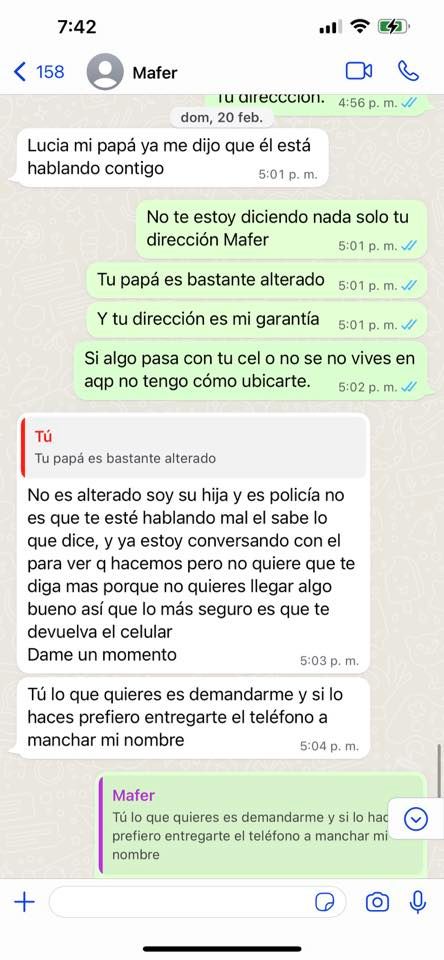 7:42
158
Mafer
Tu direccción. 4:56 p. m.
dom, 20 feb.
Lucia mi papá ya me dijo que él está
hablando contigo
5:01 p. m.
No te estoy diciendo nada solo tu
dirección Mafer
5:01 p. m.
Tu papá es bastante alterado 5:01 p. m.
Y tu dirección es mi garantía 5:01 p. m.
Si algo pasa con tu cel o no se no vives en
aqp no tengo cómo ubicarte. 5:02 p. m.
Tú
Tu papá es bastante alterado
No es alterado soy su hija y es policía no
es que te esté hablando mal el sabe lo
que dice, y ya estoy conversando con el
para ver q hacemos pero no quiere que te
diga mas porque no quieres llegar algo
bueno así que lo más seguro es que te
devuelva el celular
Dame un momento
5:03 p. m.
Tú lo que quieres es demandarme y si lo
haces prefiero entregarte el teléfono a
manchar mi nombre
5:04 p. m.
Mafer
Tú lo que quieres es demandarme y si lo hac
prefiero entregarte el teléfono a manchar mi
nombre